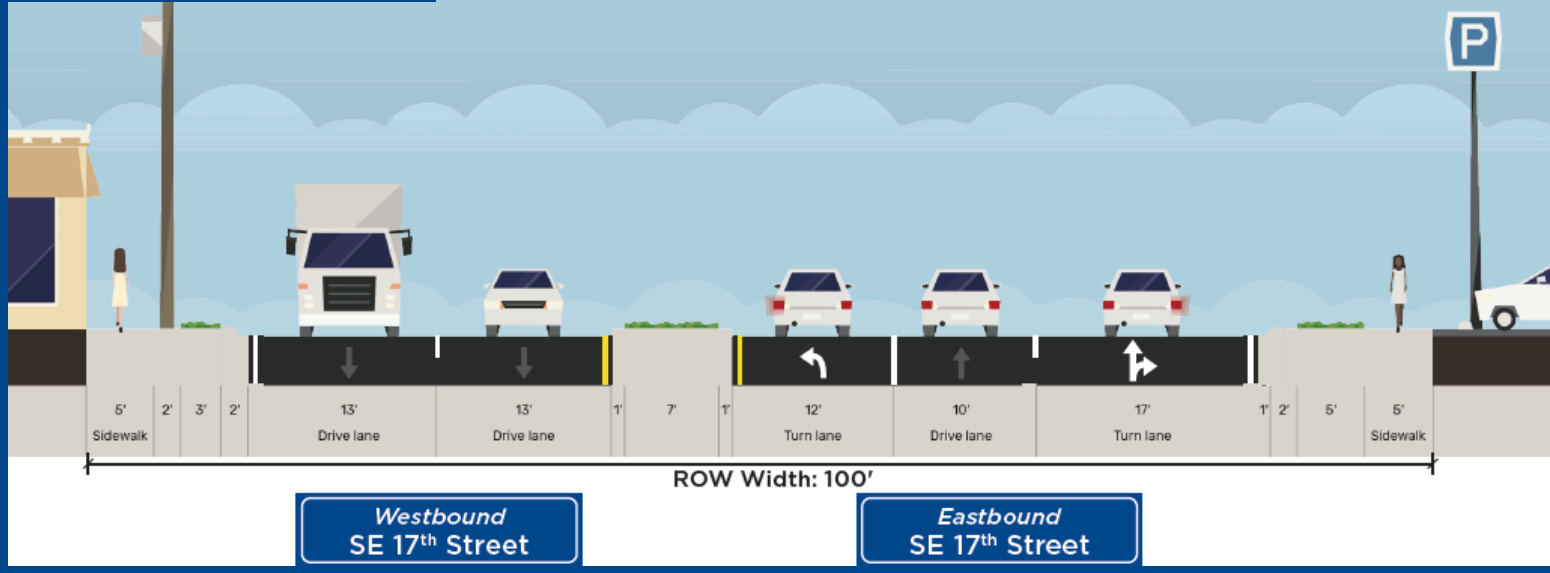 P
5' 2' 3' 2' 13' 13' 1' 7' 1' 12' 10' 17' 1' 2' 5' 5'
Sidewalk Drive lane Drive lane Turn lane Drive lane Turn lane Sidewalk
ROW Width: 100'
Westbound
SE 17th Street
Eastbound
SE 17th Street